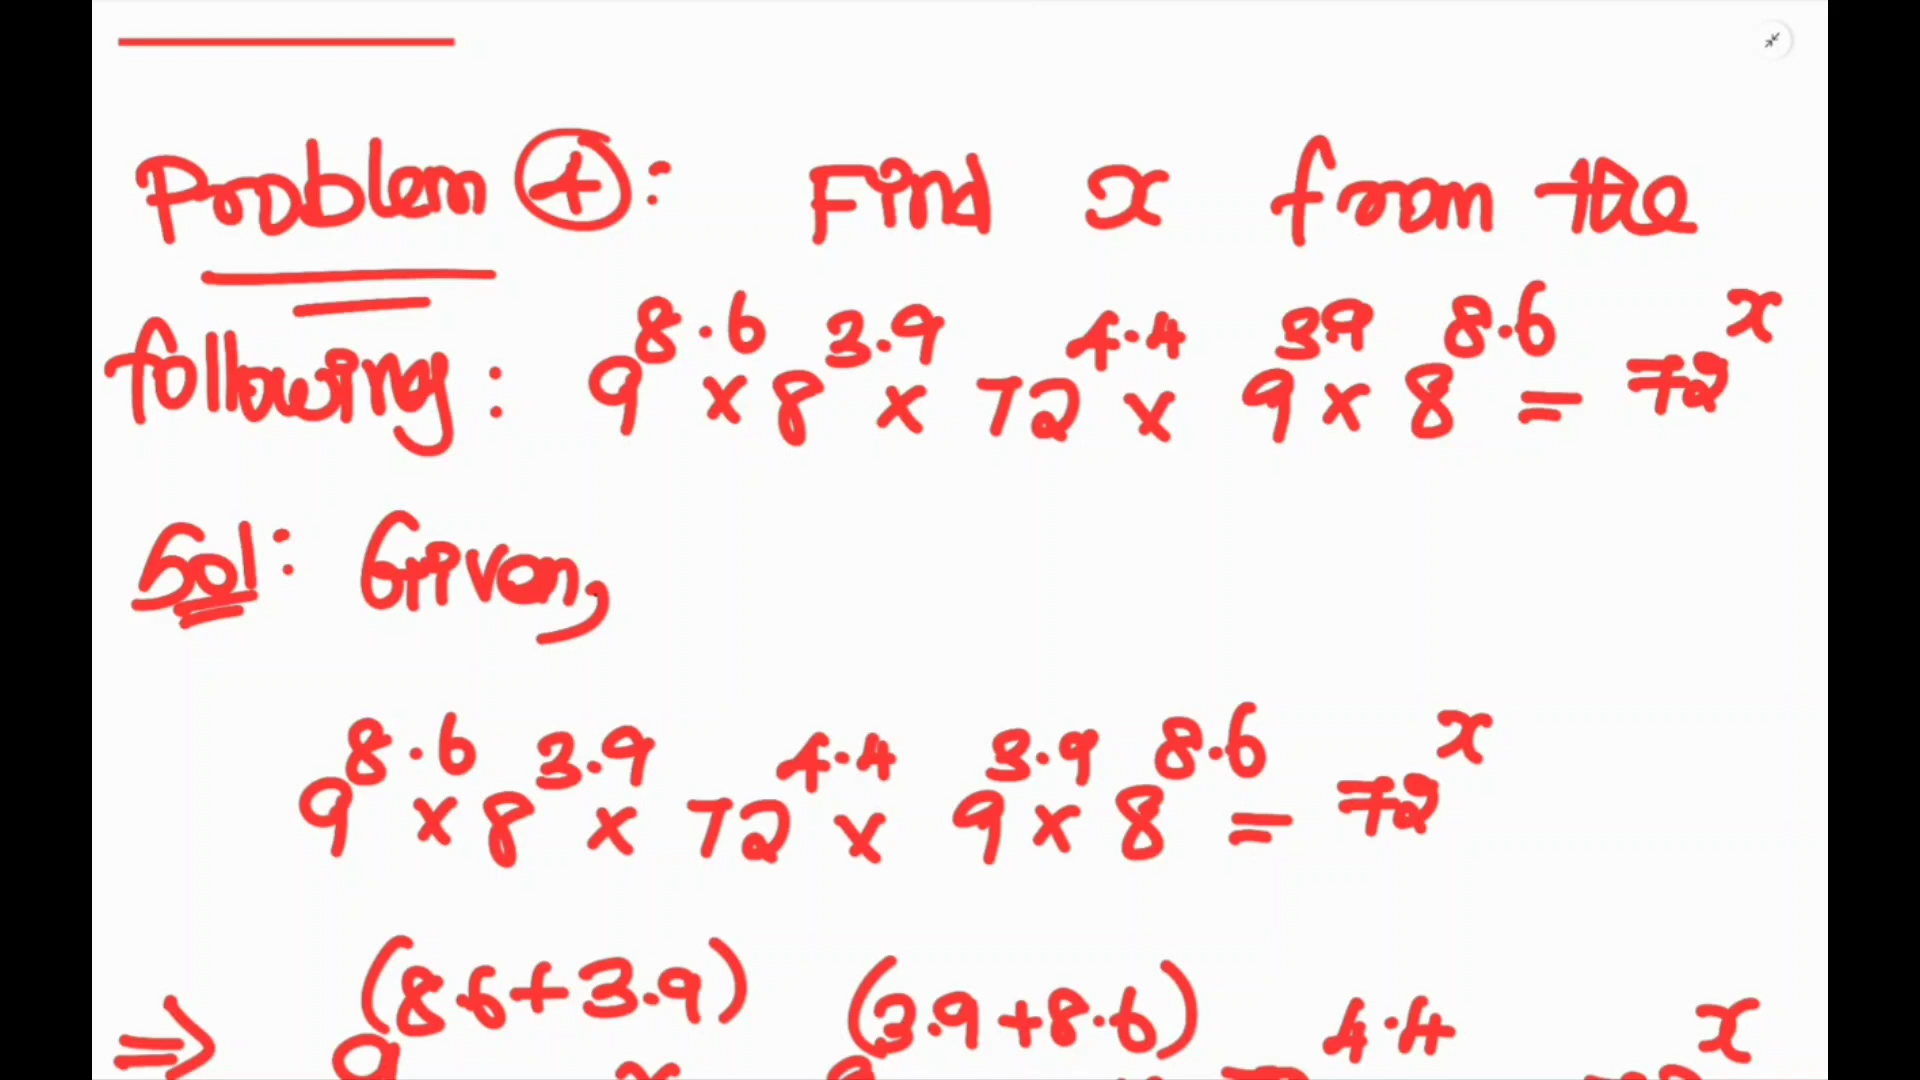 Problem 4: Find x from the
following: 9^8.6 × 8^3.9 × 72^4.4 × 9^3.9 × 8^8.6 = 72^x
Sol: Given,
9^8.6 × 8^3.9 × 72^4.4 × 9^3.9 × 8^8.6 = 72^x
⇒ 9^(8.6+3.9) × 8^(3.9+8.6) 4.4 x